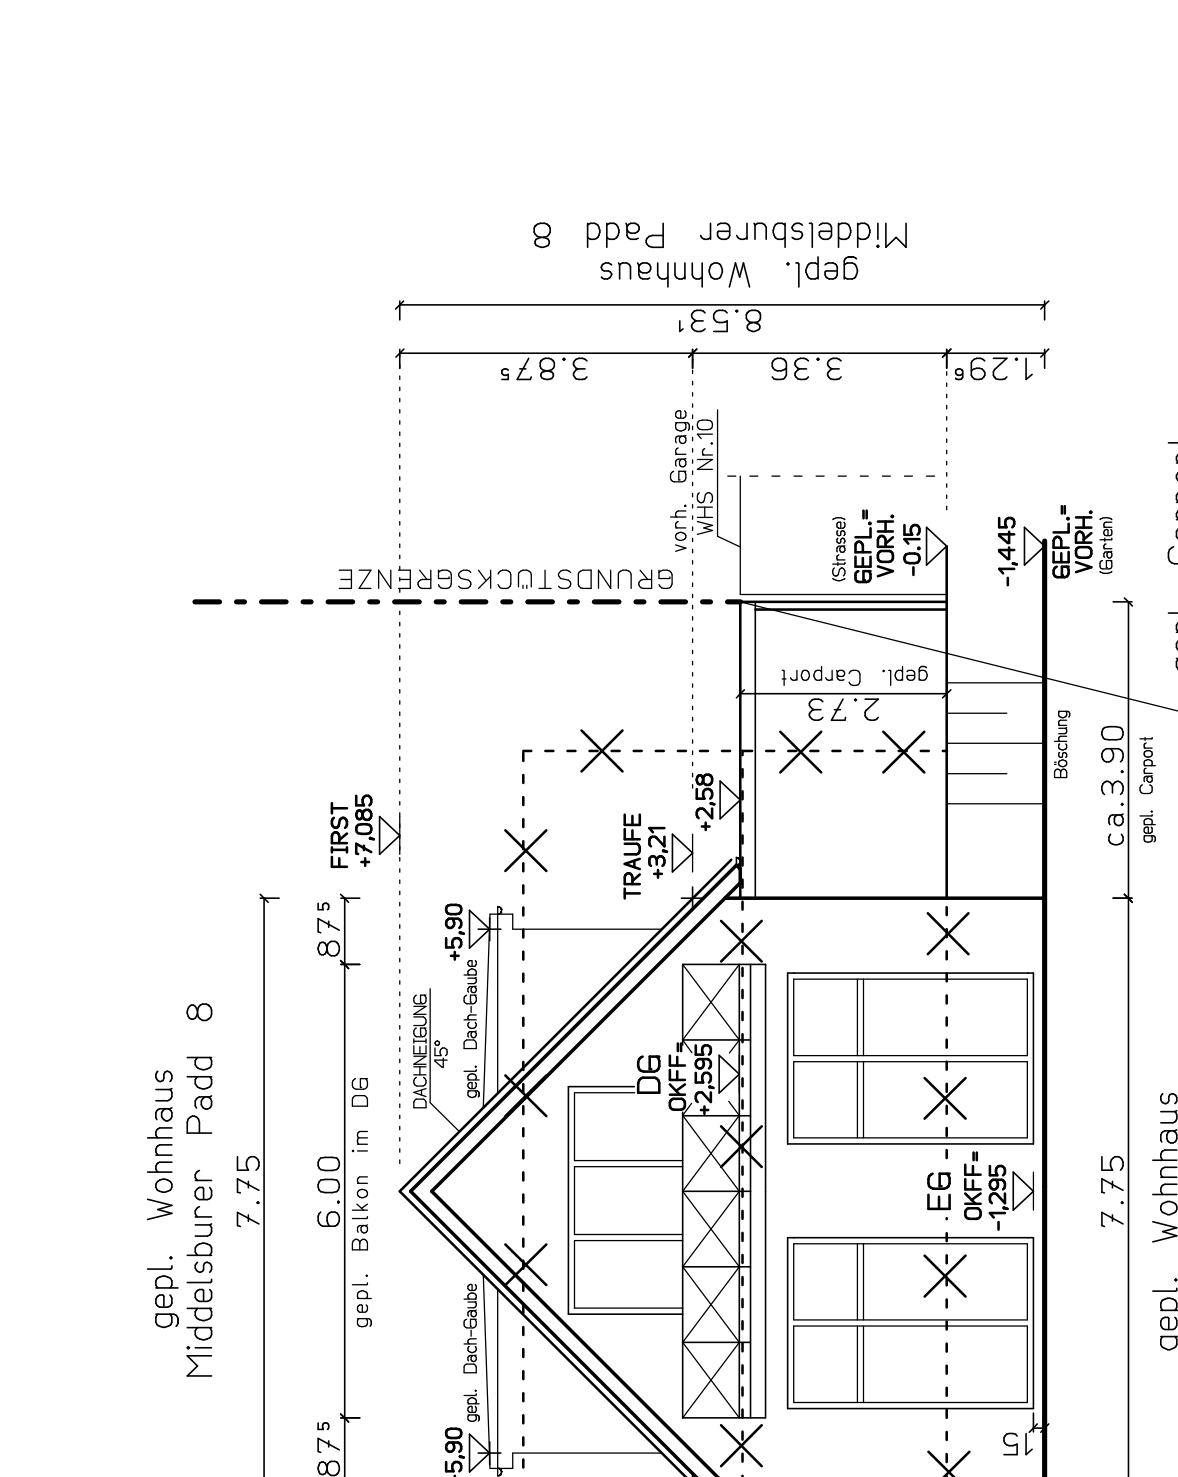 gepl. Wohnhaus
Middelsburer Padd 8
8.53¹
3.87⁵
3.36
1.29⁶
vorh. Garage
WHS Nr.10
GRUNDSTÜCKSGRENZE
(Strasse)
GEPL.=
VORH.
-0.15
-1,445
GEPL.=
VORH.
(Garten)
gepl. Carport
2.73
Böschung
ca.3.90
gepl. Carport
FIRST
+7,085
TRAUFE
+3,21
+2,58
+5,90
gepl. Dach-Gaube
DACHNEIGUNG
45°
87⁵
6.00
gepl. Balkon im DG
87⁵
gepl. Wohnhaus
Middelsburer Padd 8
7.75
DG
OKFF=
+2,595
EG
OKFF=
-1,295
gepl. Dach-Gaube
5,90
15
7.75
gepl. Wohnhaus